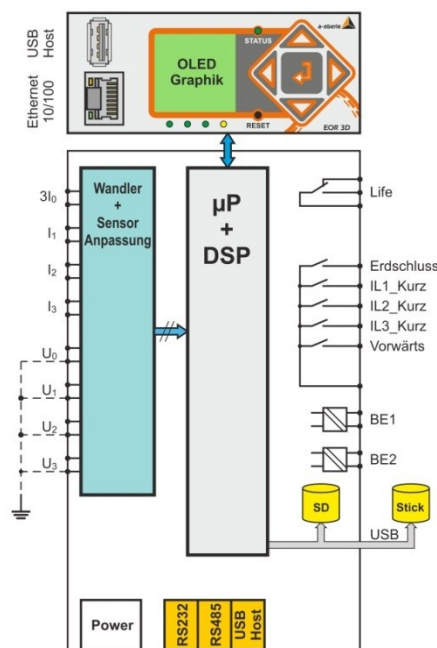 USB
Host
Ethernet
10/100
OLED
Graphik
STATUS
a-eberle
RESET
EOR 3D
Wandler
+
Sensor
Anpassung
µP
+
DSP
3I0
I1
I2
I3
U0
U1
U2
U3
Life
Erdschluss
IL1_Kurz
IL2_Kurz
IL3_Kurz
Vorwärts
BE1
BE2
SD
Stick
USB
Power
RS232
RS485
USB
Host